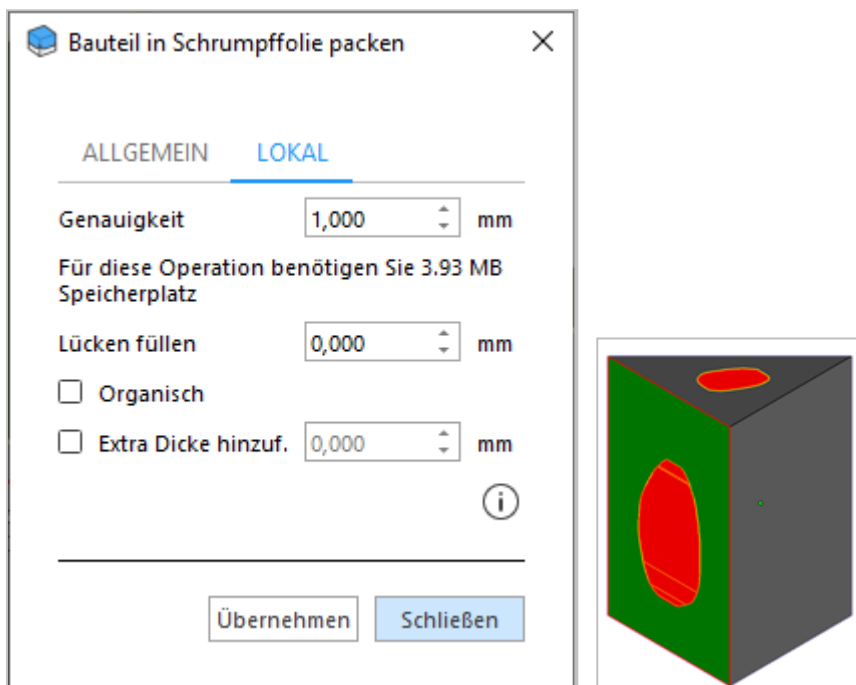 Bauteil in Schrumpffolie packen
ALLGEMEIN LOKAL
Genauigkeit 1,000 mm
Für diese Operation benötigen Sie 3.93 MB
Speicherplatz
Lücken füllen 0,000 mm
Organisch
Extra Dicke hinzuf. 0,000 mm
Übernehmen Schließen